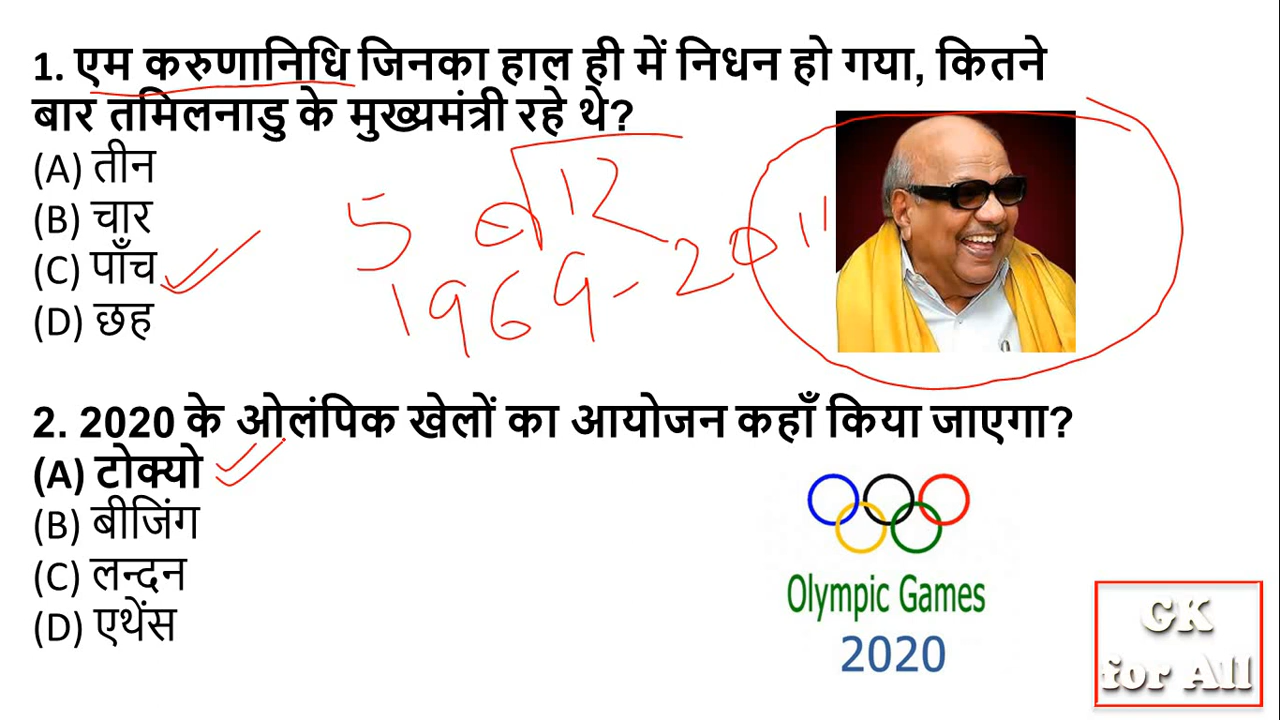 1. एम करुणानिधि जिनका हाल ही में निधन हो गया, कितने
बार तमिलनाडु के मुख्यमंत्री रहे थे?
(A) तीन
(B) चार
(C) पाँच
(D) छह
5
12
1969-2011
2. 2020 के ओलंपिक खेलों का आयोजन कहाँ किया जाएगा?
(A) टोक्यो
(B) बीजिंग
(C) लन्दन
(D) एथेंस
Olympic Games
2020
GK
for All